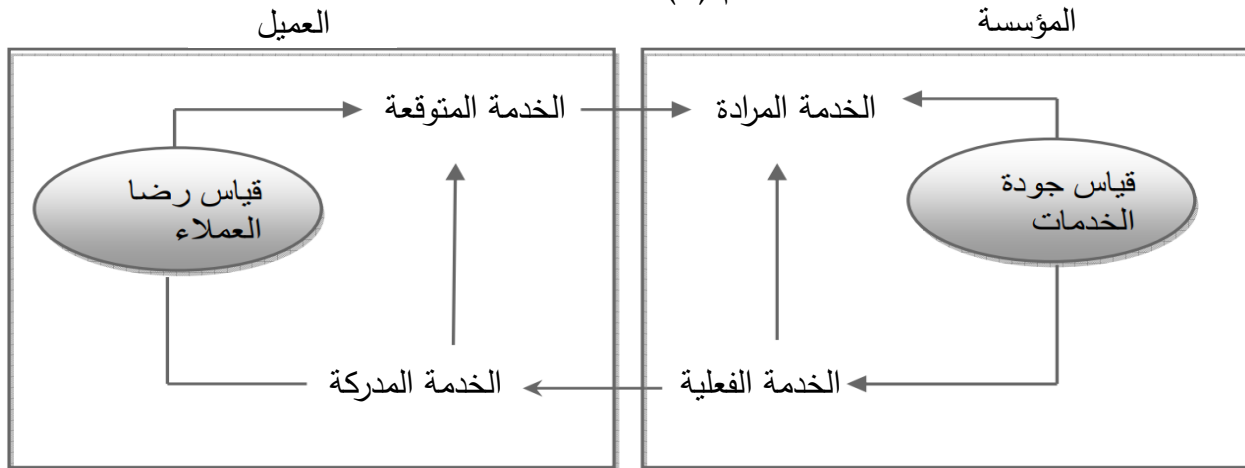 المؤسسة
العميل
الخدمة المرادة
الخدمة المتوقعة
قياس جودة
الخدمات
قياس رضا
العملاء
الخدمة الفعلية
الخدمة المدركة